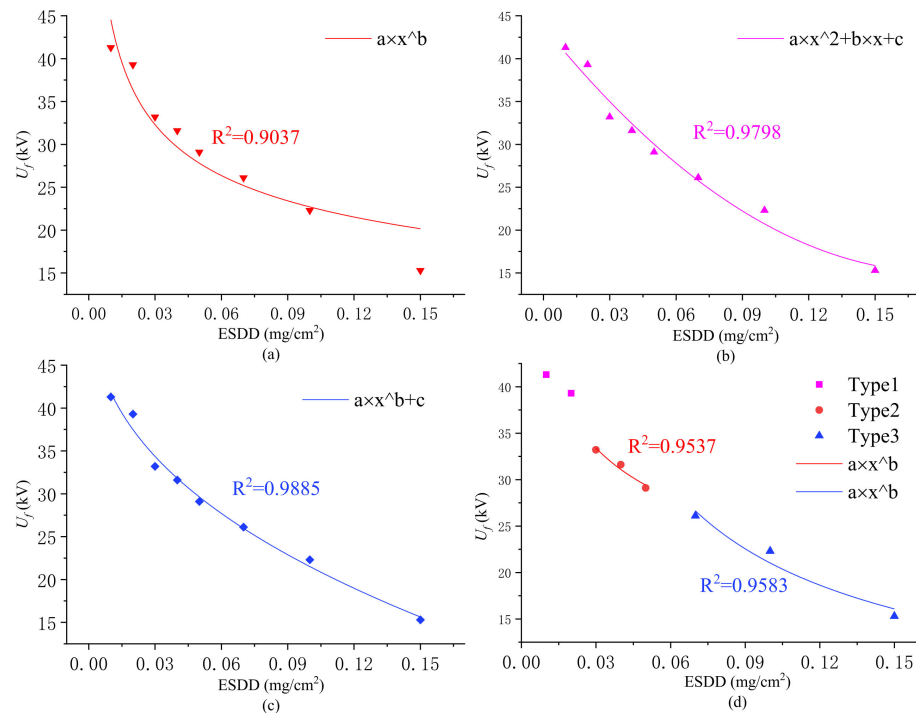 45
40
35
30
25
20
15
U_f (kV)
a×x^b
R²=0.9037
0.00 0.03 0.06 0.09 0.12 0.15
ESDD (mg/cm²)
(a)
45
40
35
30
25
20
15
U_f (kV)
a×x^2+b×x+c
R²=0.9798
0.00 0.03 0.06 0.09 0.12 0.15
ESDD (mg/cm²)
(b)
45
40
35
30
25
20
15
U_f (kV)
a×x^b+c
R²=0.9885
0.00 0.03 0.06 0.09 0.12 0.15
ESDD (mg/cm²)
(c)
40
35
30
25
20
15
U_f (kV)
Type1
Type2
Type3
a×x^b
a×x^b
R²=0.9537
R²=0.9583
0.00 0.03 0.06 0.09 0.12 0.15
ESDD (mg/cm²)
(d)